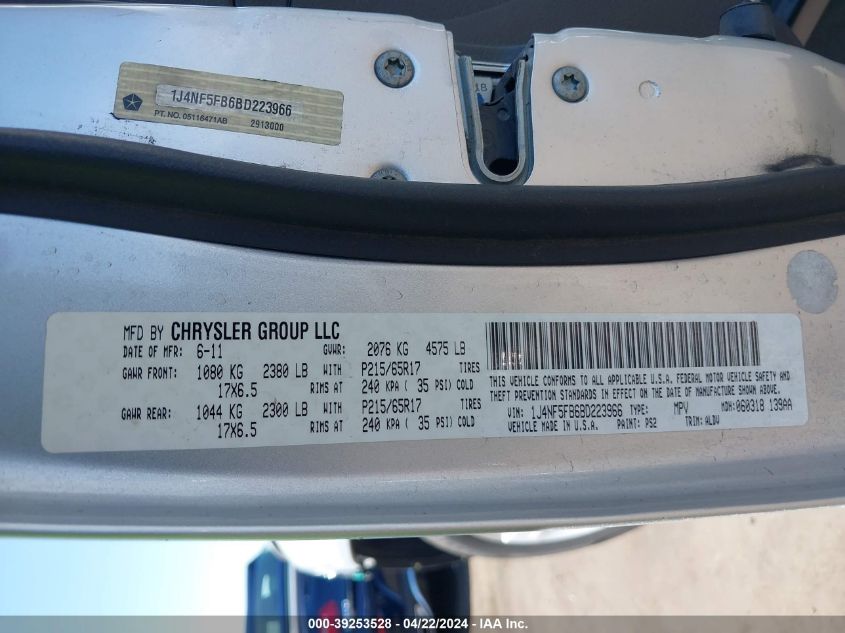 1J4NF5FB6BD223966
PT. NO. 05116471AB 2913000
18
MFD BY CHRYSLER GROUP LLC
DATE OF MFR: 6-11 GVWR: 2076 KG 4575 LB
GAWR FRONT: 1080 KG 2380 LB WITH P215/65R17 TIRES
17X6.5 RIMS AT 240 KPA ( 35 PSI) COLD
GAWR REAR: 1044 KG 2300 LB WITH P215/65R17 TIRES
17X6.5 RIMS AT 240 KPA ( 35 PSI) COLD
THIS VEHICLE CONFORMS TO ALL APPLICABLE U.S.A. FEDERAL MOTOR VEHICLE SAFETY AND
THEFT PREVENTION STANDARDS IN EFFECT ON THE DATE OF MANUFACTURE SHOWN ABOVE.
VIN: 1J4NF5FB6BD223966 TYPE: MPV MDH: 060318 139AA
VEHICLE MADE IN U.S.A. PAINT: PS2 TRIM: ALDV
000-39253528 - 04/22/2024 - IAA Inc.